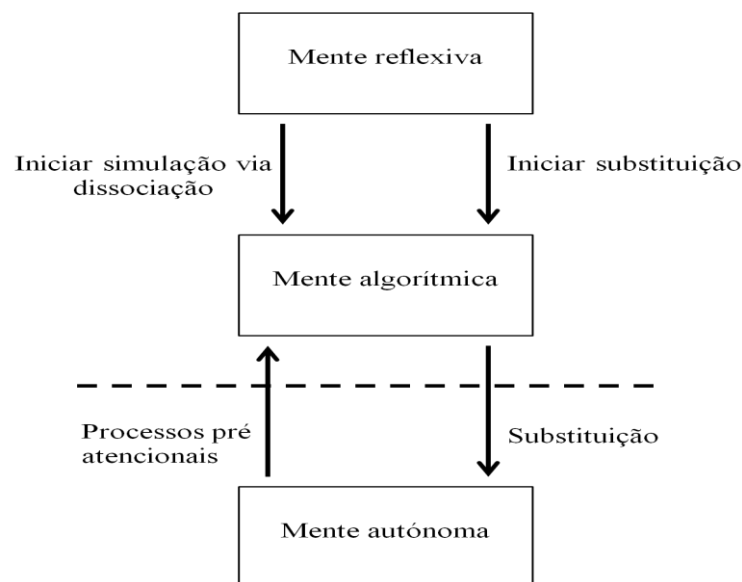 Mente reflexiva
Iniciar simulação via
dissociação
Iniciar substituição
Mente algorítmica
Processos pré
atencionais
Substituição
Mente autónoma